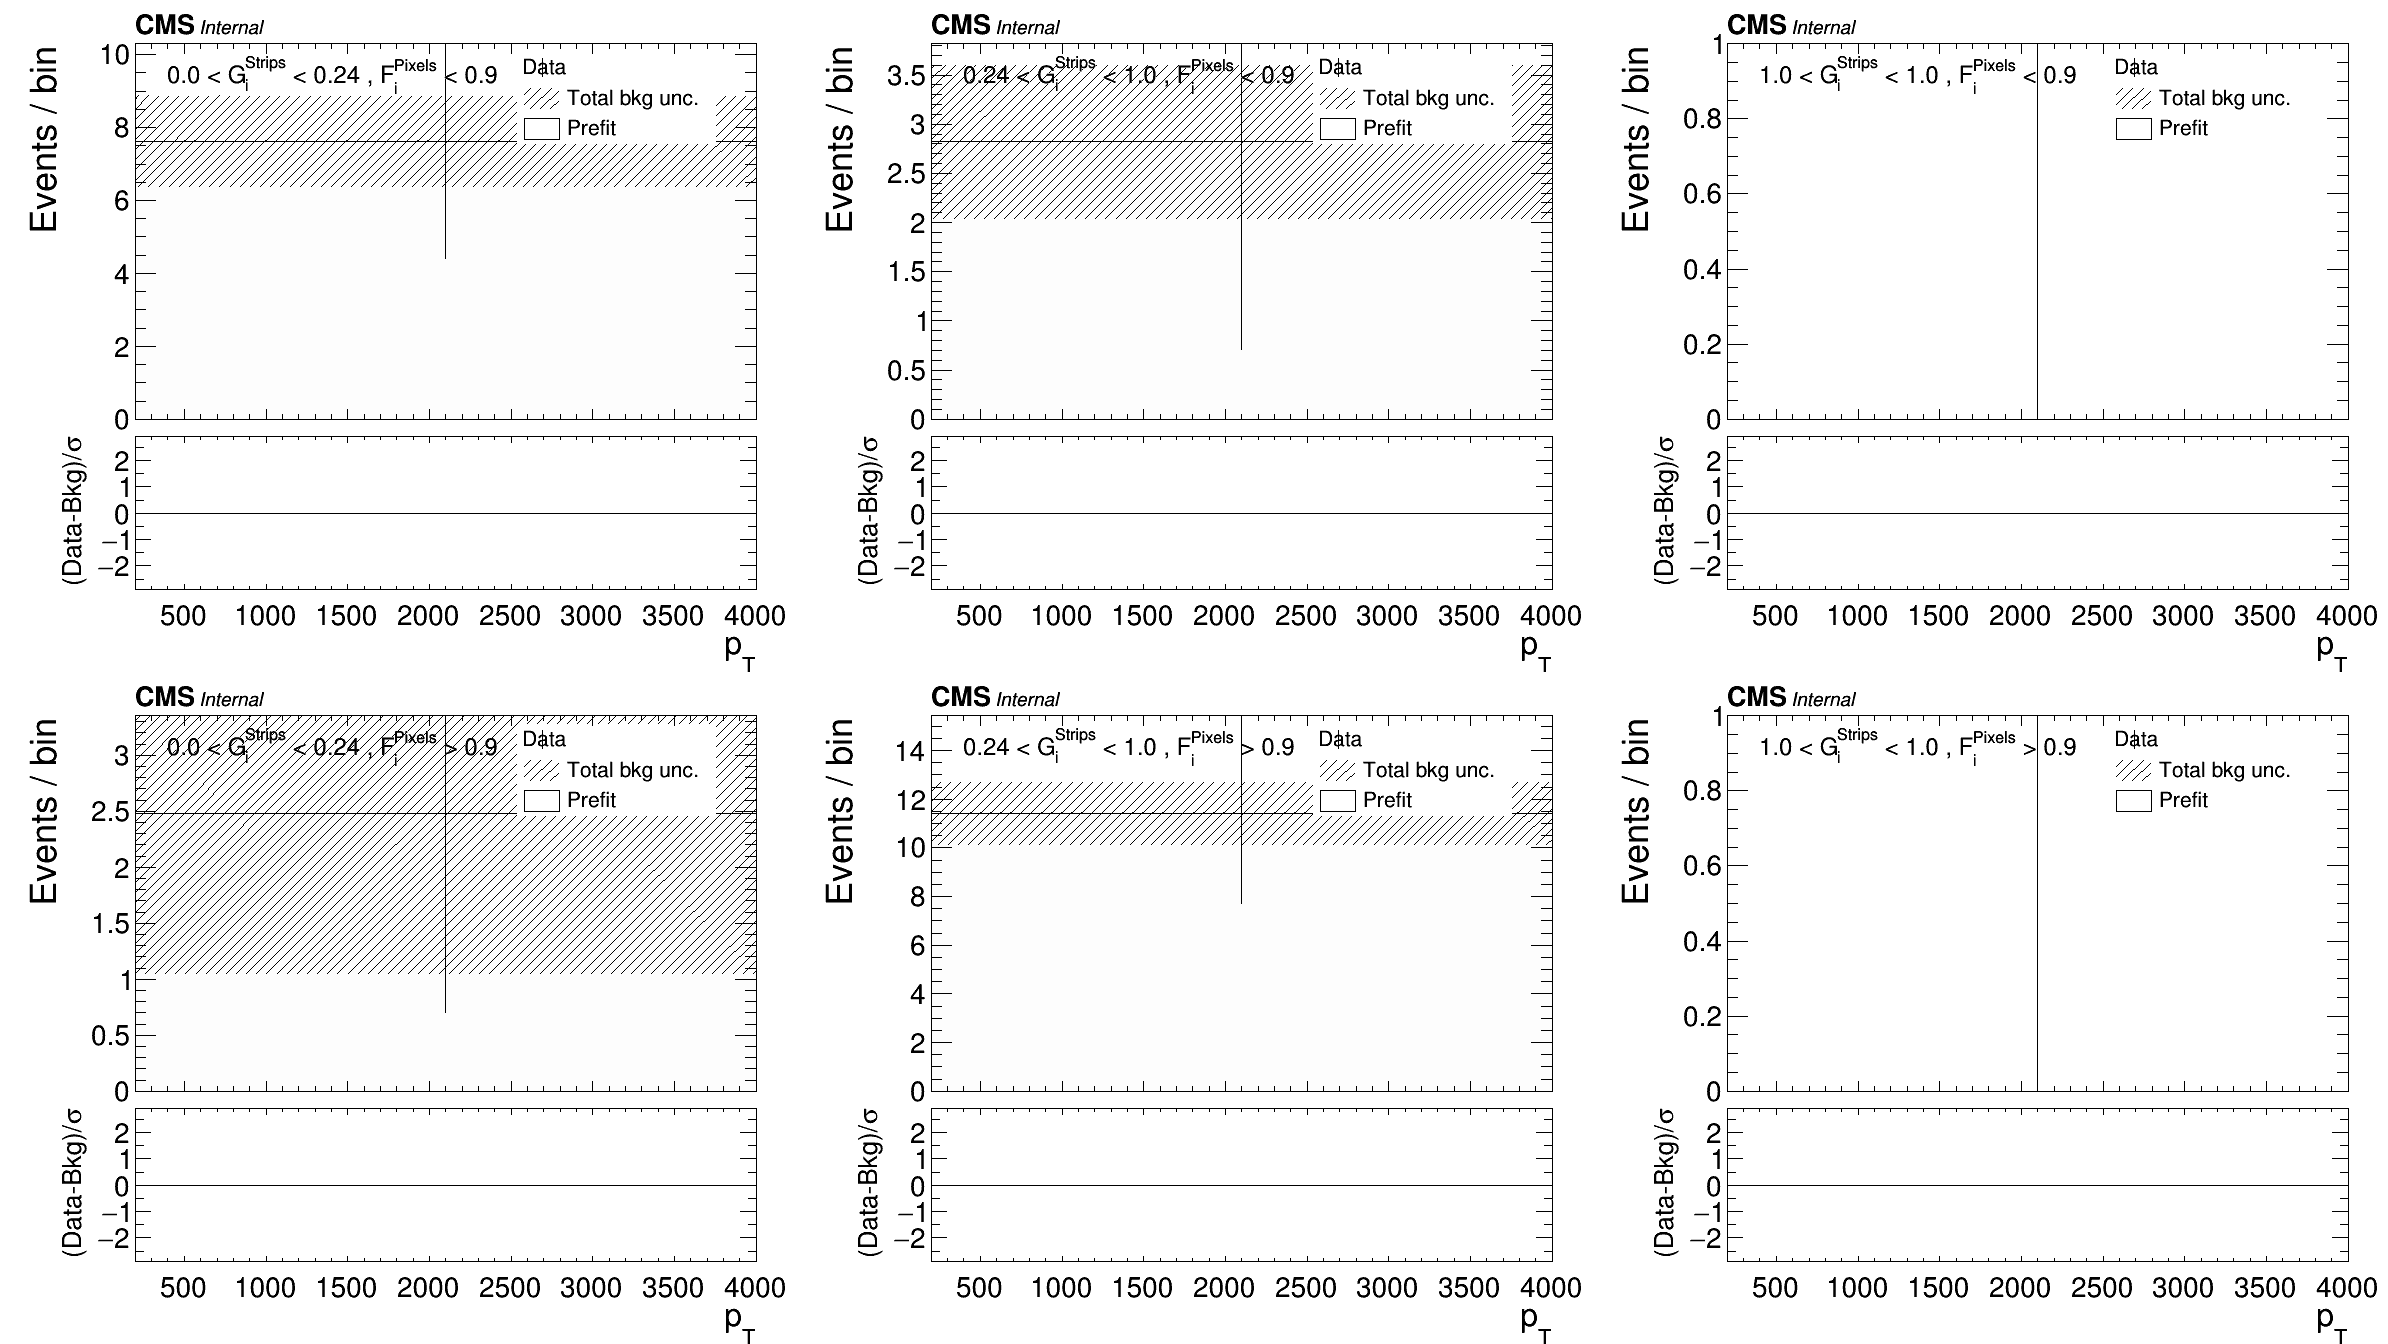 CMS Internal
Events / bin
10
8
6
4
2
0
0.0 < G_i^Strips < 0.24 , F_i^Pixels < 0.9
Data
Total bkg unc.
Prefit
(Data-Bkg)/σ
2
1
0
−1
−2
500 1000 1500 2000 2500 3000 3500 4000
p_T
CMS Internal
Events / bin
3.5
3
2.5
2
1.5
1
0.5
0
0.24 < G_i^Strips < 1.0 , F_i^Pixels < 0.9
Data
Total bkg unc.
Prefit
(Data-Bkg)/σ
2
1
0
−1
−2
500 1000 1500 2000 2500 3000 3500 4000
p_T
CMS Internal
Events / bin
1
0.8
0.6
0.4
0.2
0
1.0 < G_i^Strips < 1.0 , F_i^Pixels < 0.9
Data
Total bkg unc.
Prefit
(Data-Bkg)/σ
2
1
0
−1
−2
500 1000 1500 2000 2500 3000 3500 4000
p_T
CMS Internal
Events / bin
3
2.5
2
1.5
1
0.5
0
0.0 < G_i^Strips < 0.24 , F_i^Pixels > 0.9
Data
Total bkg unc.
Prefit
(Data-Bkg)/σ
2
1
0
−1
−2
500 1000 1500 2000 2500 3000 3500 4000
p_T
CMS Internal
Events / bin
14
12
10
8
6
4
2
0
0.24 < G_i^Strips < 1.0 , F_i^Pixels > 0.9
Data
Total bkg unc.
Prefit
(Data-Bkg)/σ
2
1
0
−1
−2
500 1000 1500 2000 2500 3000 3500 4000
p_T
CMS Internal
Events / bin
1
0.8
0.6
0.4
0.2
0
1.0 < G_i^Strips < 1.0 , F_i^Pixels > 0.9
Data
Total bkg unc.
Prefit
(Data-Bkg)/σ
2
1
0
−1
−2
500 1000 1500 2000 2500 3000 3500 4000
p_T